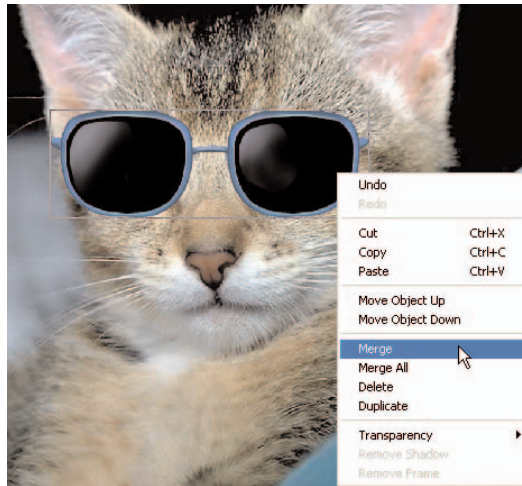 Undo
Redo
Cut Ctrl+X
Copy Ctrl+C
Paste Ctrl+V
Move Object Up
Move Object Down
Merge
Merge All
Delete
Duplicate
Transparency
Remove Shadow
Remove Frame